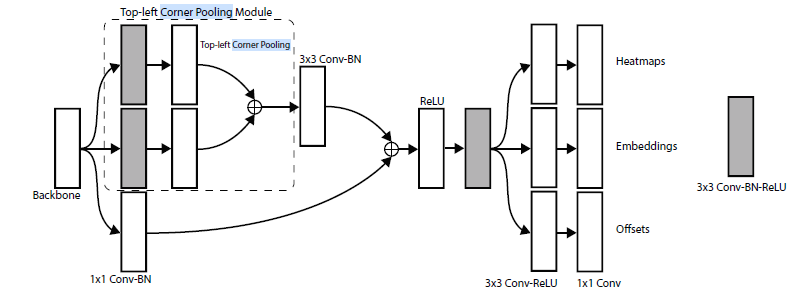 Top-left Corner Pooling Module
Top-left Corner Pooling
3x3 Conv-BN
ReLU
Heatmaps
Embeddings
Backbone
3x3 Conv-BN-ReLU
Offsets
1x1 Conv-BN
3x3 Conv-ReLU
1x1 Conv